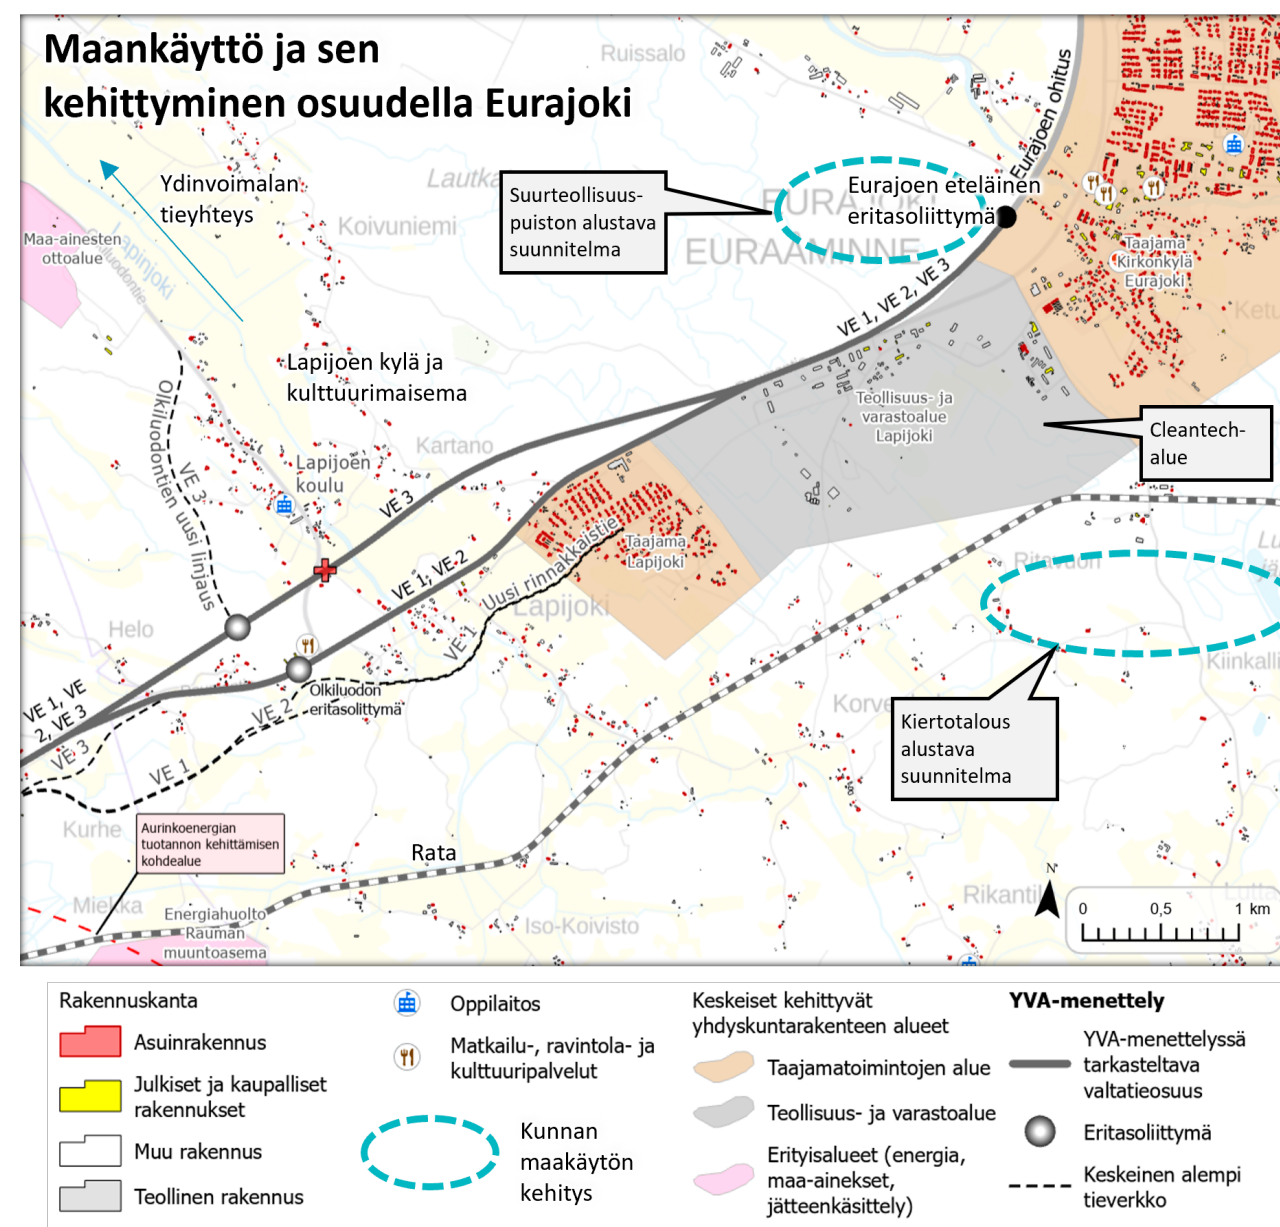 Maankäyttö ja sen
kehittyminen osuudella Eurajoki
Ruissalo
Eurajoen ohitus
Ydinvoimalan
tieyhteys
Koivuniemi
Suurteollisuus-
puiston alustava
suunnitelma
EURAJOKI
EURAÅMINNE
Eurajoen eteläinen
eritasoliittymä
Maa-ainesten
ottoalue
Lapinjoki
Taajama
Kirkonkylä
Eurajoki
VE 1, VE 2, VE 3
Lapijoen kylä ja
kulttuurimaisema
Olkiluodontien uusi linjaus
VE 3
Teollisuus- ja
varastoalue
Lapijoki
Cleantech-
alue
Kartano
Lapijoen
koulu
VE 3
VE 1, VE 2
Uusi rinnakkaistie
Taajama
Lapijoki
Lapijoki
VE 1
Helo
Olkiluodon
eritasolittymä
VE 1, VE
2, VE 3
VE 2
VE 3
VE 1
Kiertotalous
alustava
suunnitelma
Kurhe
Aurinkoenergian
tuotannon kehittämisen
kohdealue
Rata
Miekka
Energiahuolto
Rauman
muuntoasema
Iso-Koivisto
N
0 0,5 1 km
Rakennuskanta
Asuinrakennus
Julkiset ja kaupalliset
rakennukset
Muu rakennus
Teollinen rakennus
Oppilaitos
Matkailu-, ravintola- ja
kulttuuripalvelut
Kunnan
maakäytön
kehitys
Keskeiset kehittyvät
yhdyskuntarakenteen alueet
Taajamatoimintojen alue
Teollisuus- ja varastoalue
Erityisalueet (energia,
maa-ainekset,
jätteenkäsittely)
YVA-menettely
YVA-menettelyssä
tarkasteltava
valtatieosuus
Eritasoliittymä
Keskeinen alempi
tieverkko